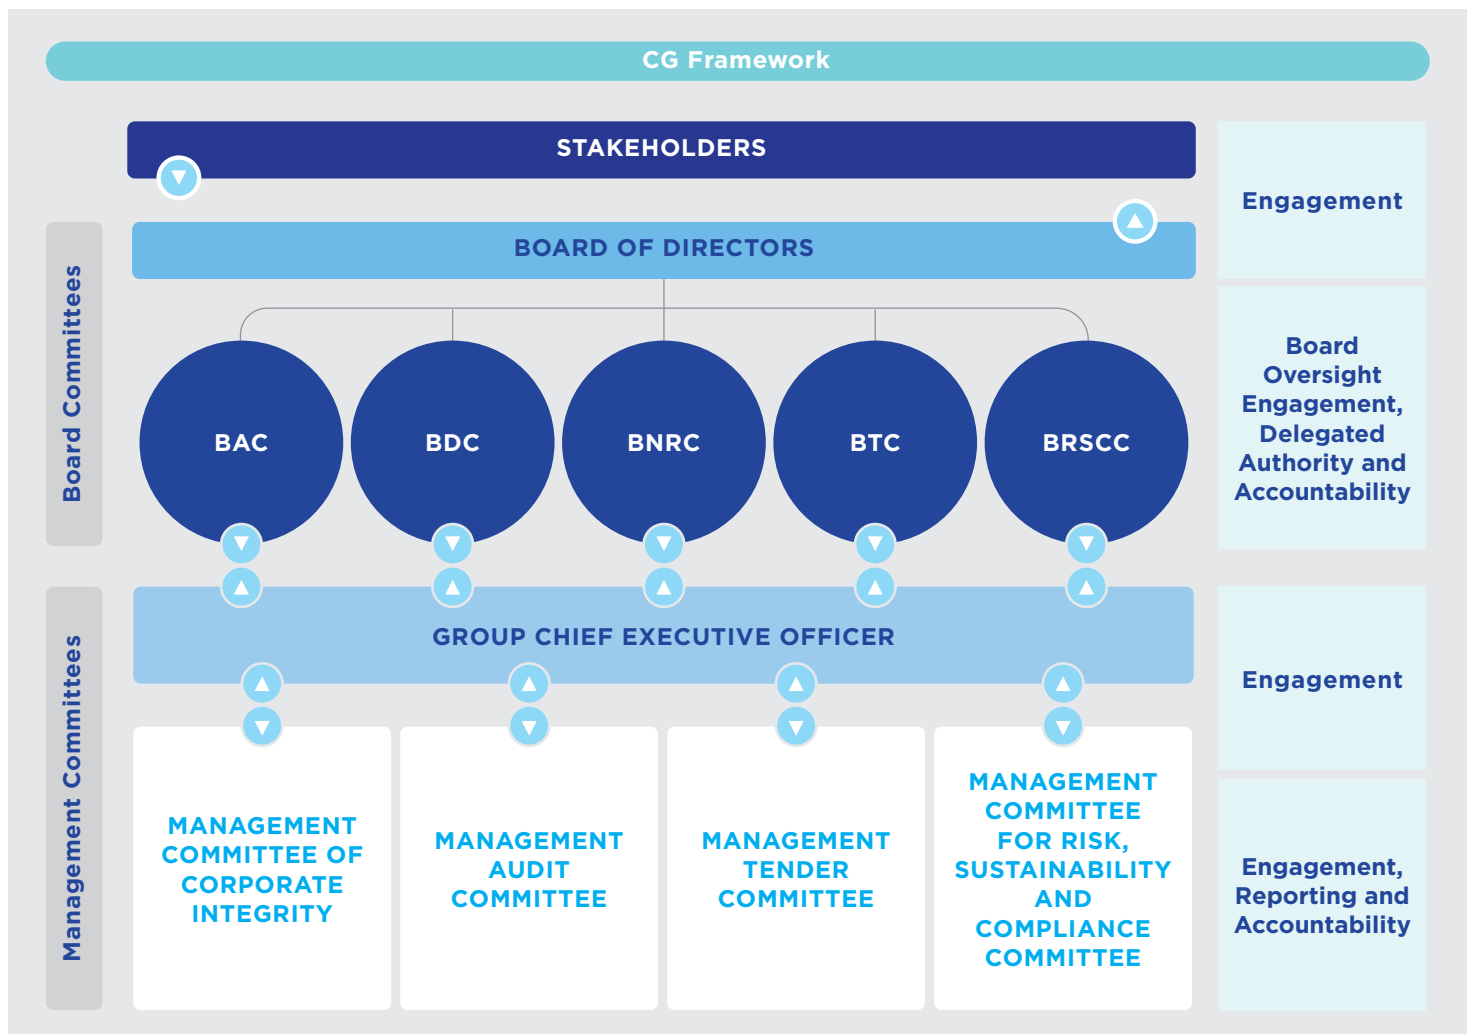 CG Framework
STAKEHOLDERS
Engagement
BOARD OF DIRECTORS
Board Committees
BAC
BDC
BNRC
BTC
BRSCC
Board
Oversight
Engagement,
Delegated
Authority and
Accountability
Management Committees
GROUP CHIEF EXECUTIVE OFFICER
Engagement
MANAGEMENT
COMMITTEE OF
CORPORATE
INTEGRITY
MANAGEMENT
AUDIT
COMMITTEE
MANAGEMENT
TENDER
COMMITTEE
MANAGEMENT
COMMITTEE
FOR RISK,
SUSTAINABILITY
AND
COMPLIANCE
COMMITTEE
Engagement,
Reporting and
Accountability